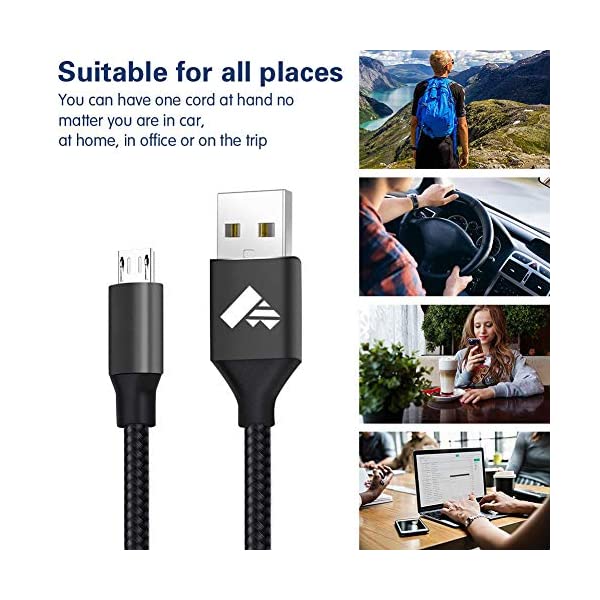 Suitable for all places
You can have one cord at hand no
matter you are in car,
at home, in office or on the trip